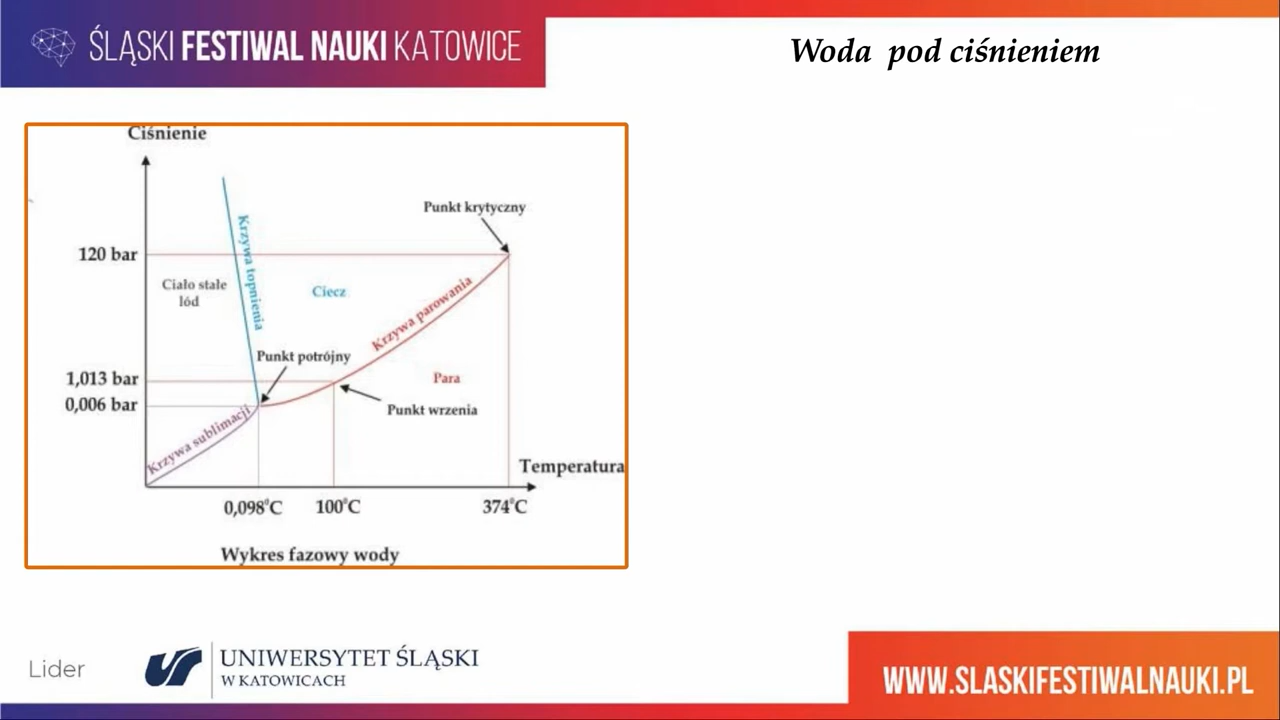 ŚLĄSKI FESTIWAL NAUKI KATOWICE
Woda pod ciśnieniem
Ciśnienie
Punkt krytyczny
120 bar
Krzywa topnienia
Ciało stałe
lód
Ciecz
Krzywa parowania
Punkt potrójny
1,013 bar
Para
0,006 bar
Punkt wrzenia
Krzywa sublimacji
Temperatura
0,098°C
100°C
374°C
Wykres fazowy wody
Lider
UNIWERSYTET ŚLĄSKI
W KATOWICACH
WWW.SLASKIFESTIWALNAUKI.PL